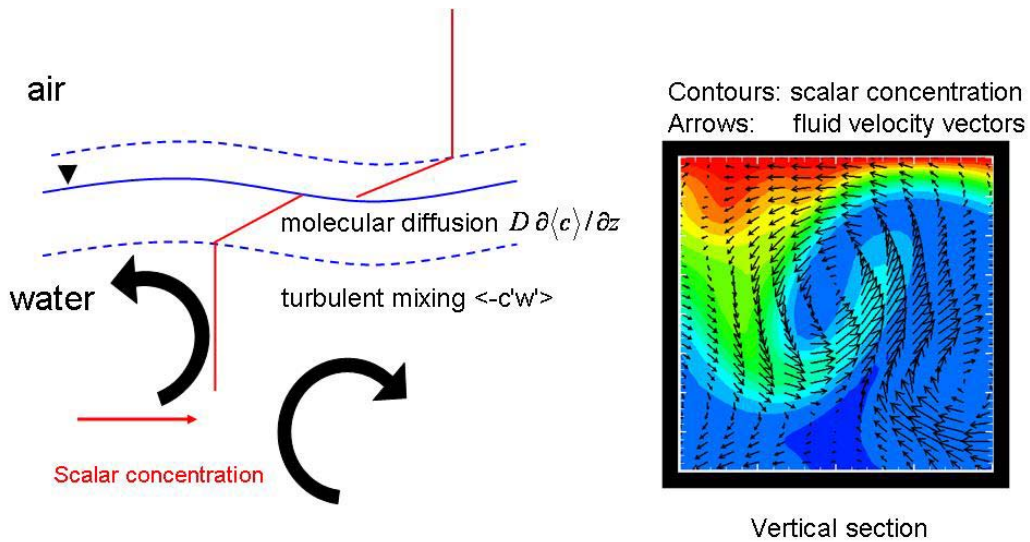 air
molecular diffusion D ∂⟨c⟩/∂z
water
turbulent mixing <-c'w'>
Scalar concentration
Contours: scalar concentration
Arrows: fluid velocity vectors
Vertical section